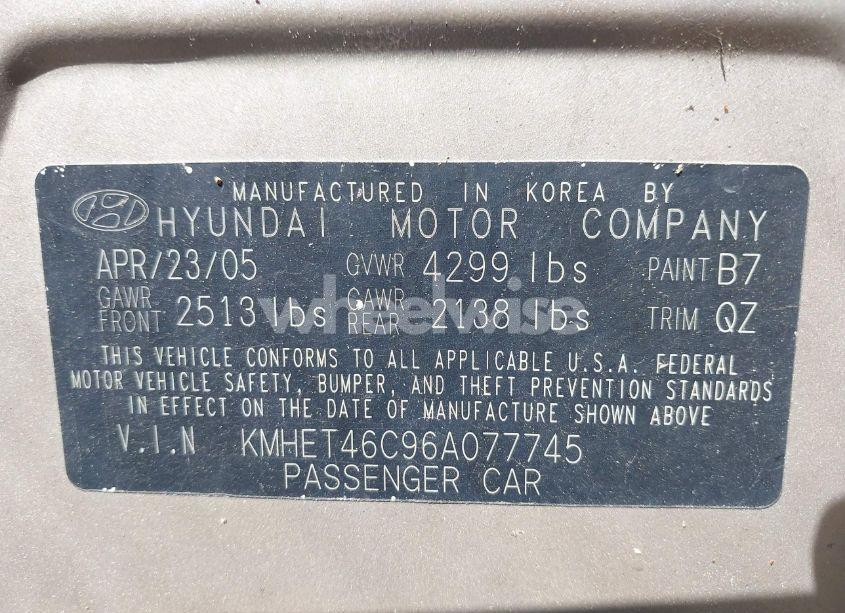 MANUFACTURED IN KOREA BY
HYUNDAI MOTOR COMPANY
APR/23/05 GVWR 4299 lbs PAINT B7
GAWR FRONT 2513 lbs GAWR REAR lbs TRIM QZ
wheelwise
THIS VEHICLE CONFORMS TO ALL APPLICABLE U.S.A. FEDERAL
MOTOR VEHICLE SAFETY, BUMPER, AND THEFT PREVENTION STANDARDS
IN EFFECT ON THE DATE OF MANUFACTURE SHOWN ABOVE
V.I.N KMHET46C96A077745
PASSENGER CAR